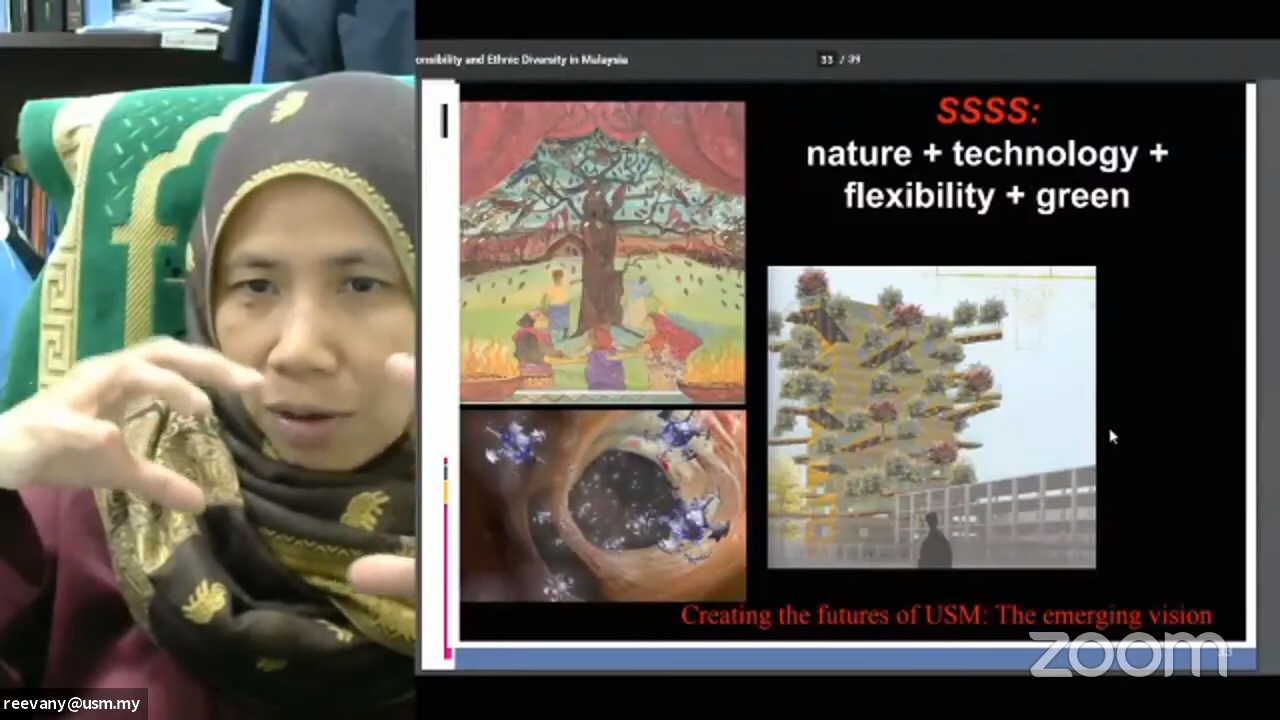 onsibility and Ethnic Diversity in Malaysia
33 / 39
SSSS:
nature + technology +
flexibility + green
Creating the futures of USM: The emerging vision
33
zoom
reevany@usm.my